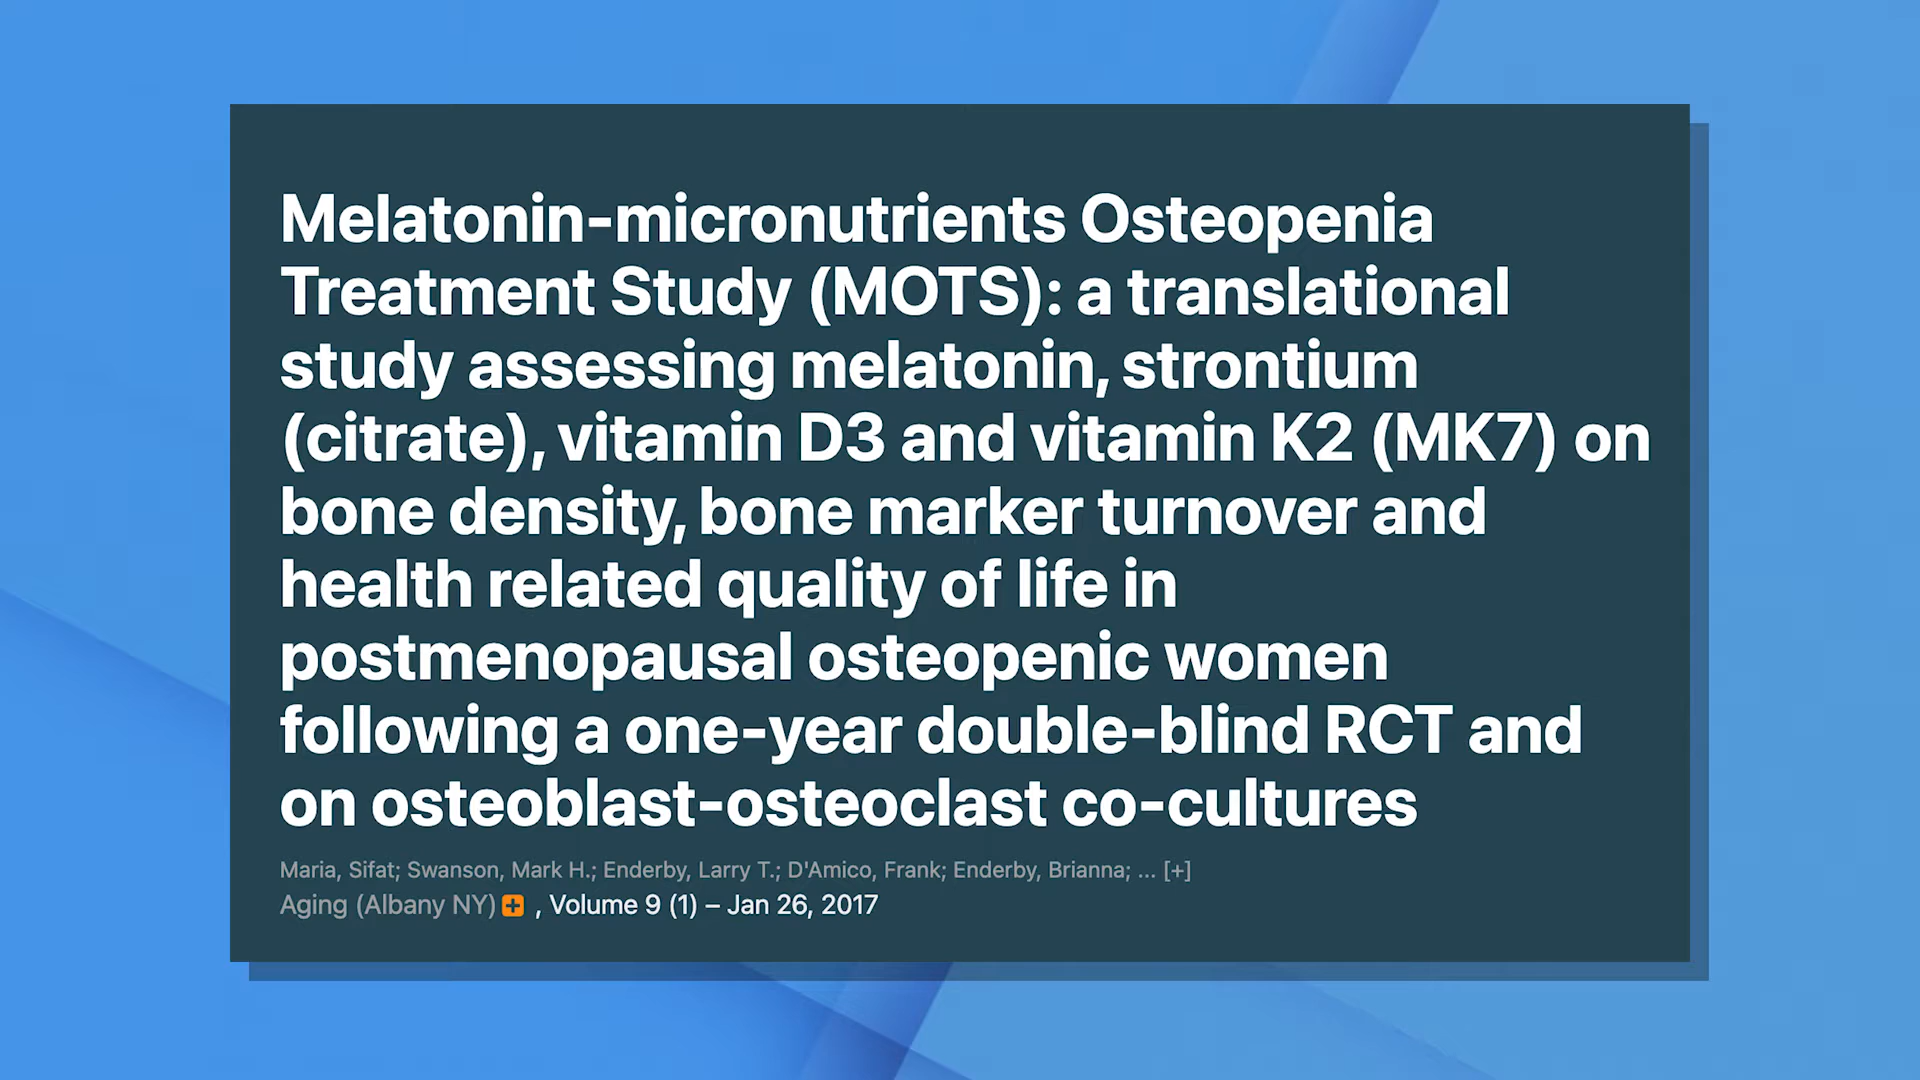 Melatonin-micronutrients Osteopenia
Treatment Study (MOTS): a translational
study assessing melatonin, strontium
(citrate), vitamin D3 and vitamin K2 (MK7) on
bone density, bone marker turnover and
health related quality of life in
postmenopausal osteopenic women
following a one-year double-blind RCT and
on osteoblast-osteoclast co-cultures
Maria, Sifat; Swanson, Mark H.; Enderby, Larry T.; D'Amico, Frank; Enderby, Brianna; ... [+]
Aging (Albany NY) + , Volume 9 (1) – Jan 26, 2017